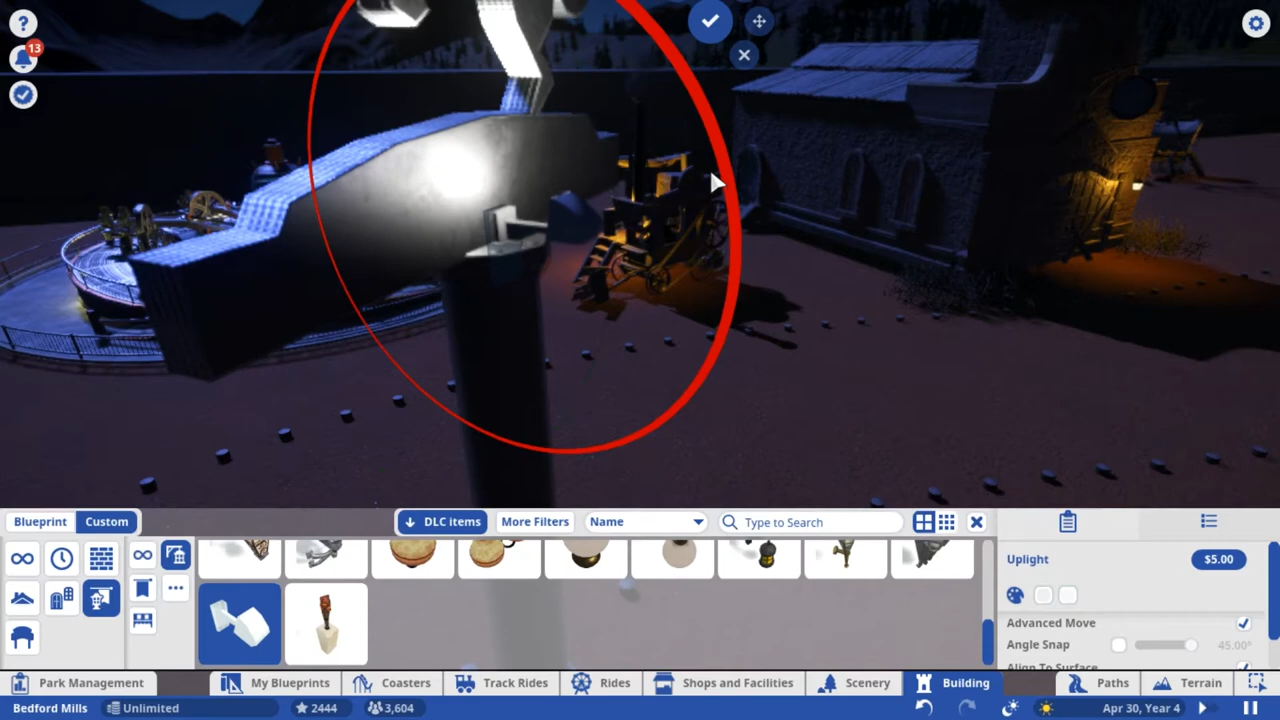 ?
13
Blueprint
Custom
DLC items
More Filters
Name
Type to Search
Uplight
$5.00
Advanced Move
Angle Snap
45.00°
Align To Surface
Park Management
My Blueprints
Coasters
Track Rides
Rides
Shops and Facilities
Scenery
Building
Paths
Terrain
Bedford Mills
Unlimited
2444
3,604
Apr 30, Year 4